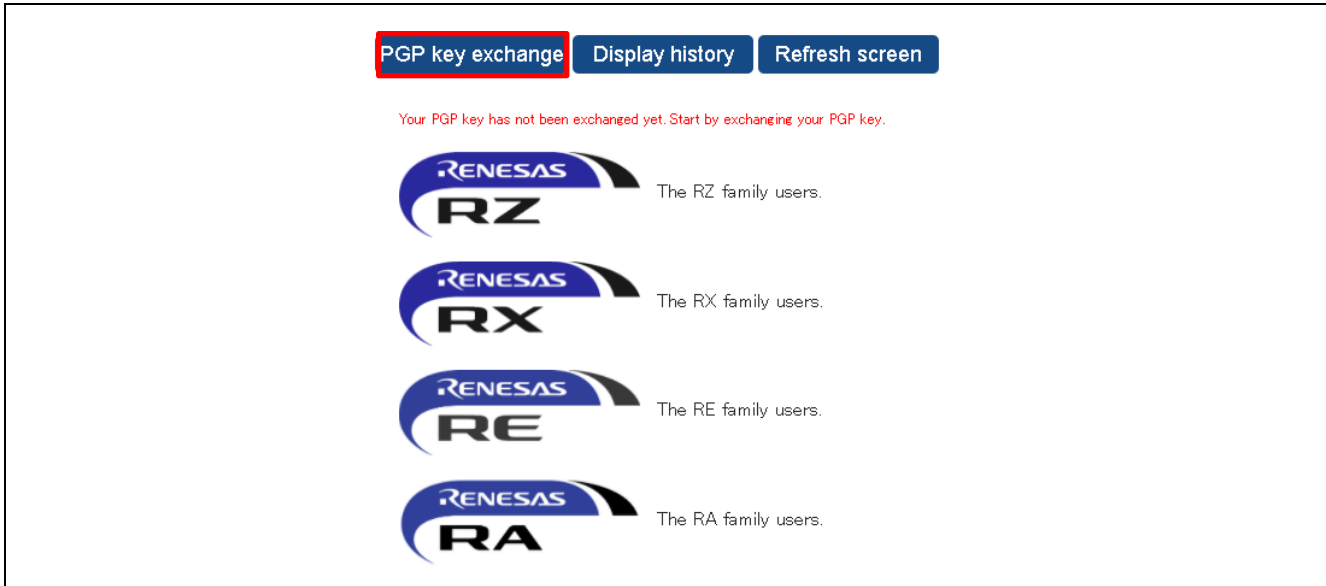 PGP key exchange Display history Refresh screen
Your PGP key has not been exchanged yet. Start by exchanging your PGP key.
RENESAS
RZ
The RZ family users.
RENESAS
RX
The RX family users.
RENESAS
RE
The RE family users.
RENESAS
RA
The RA family users.